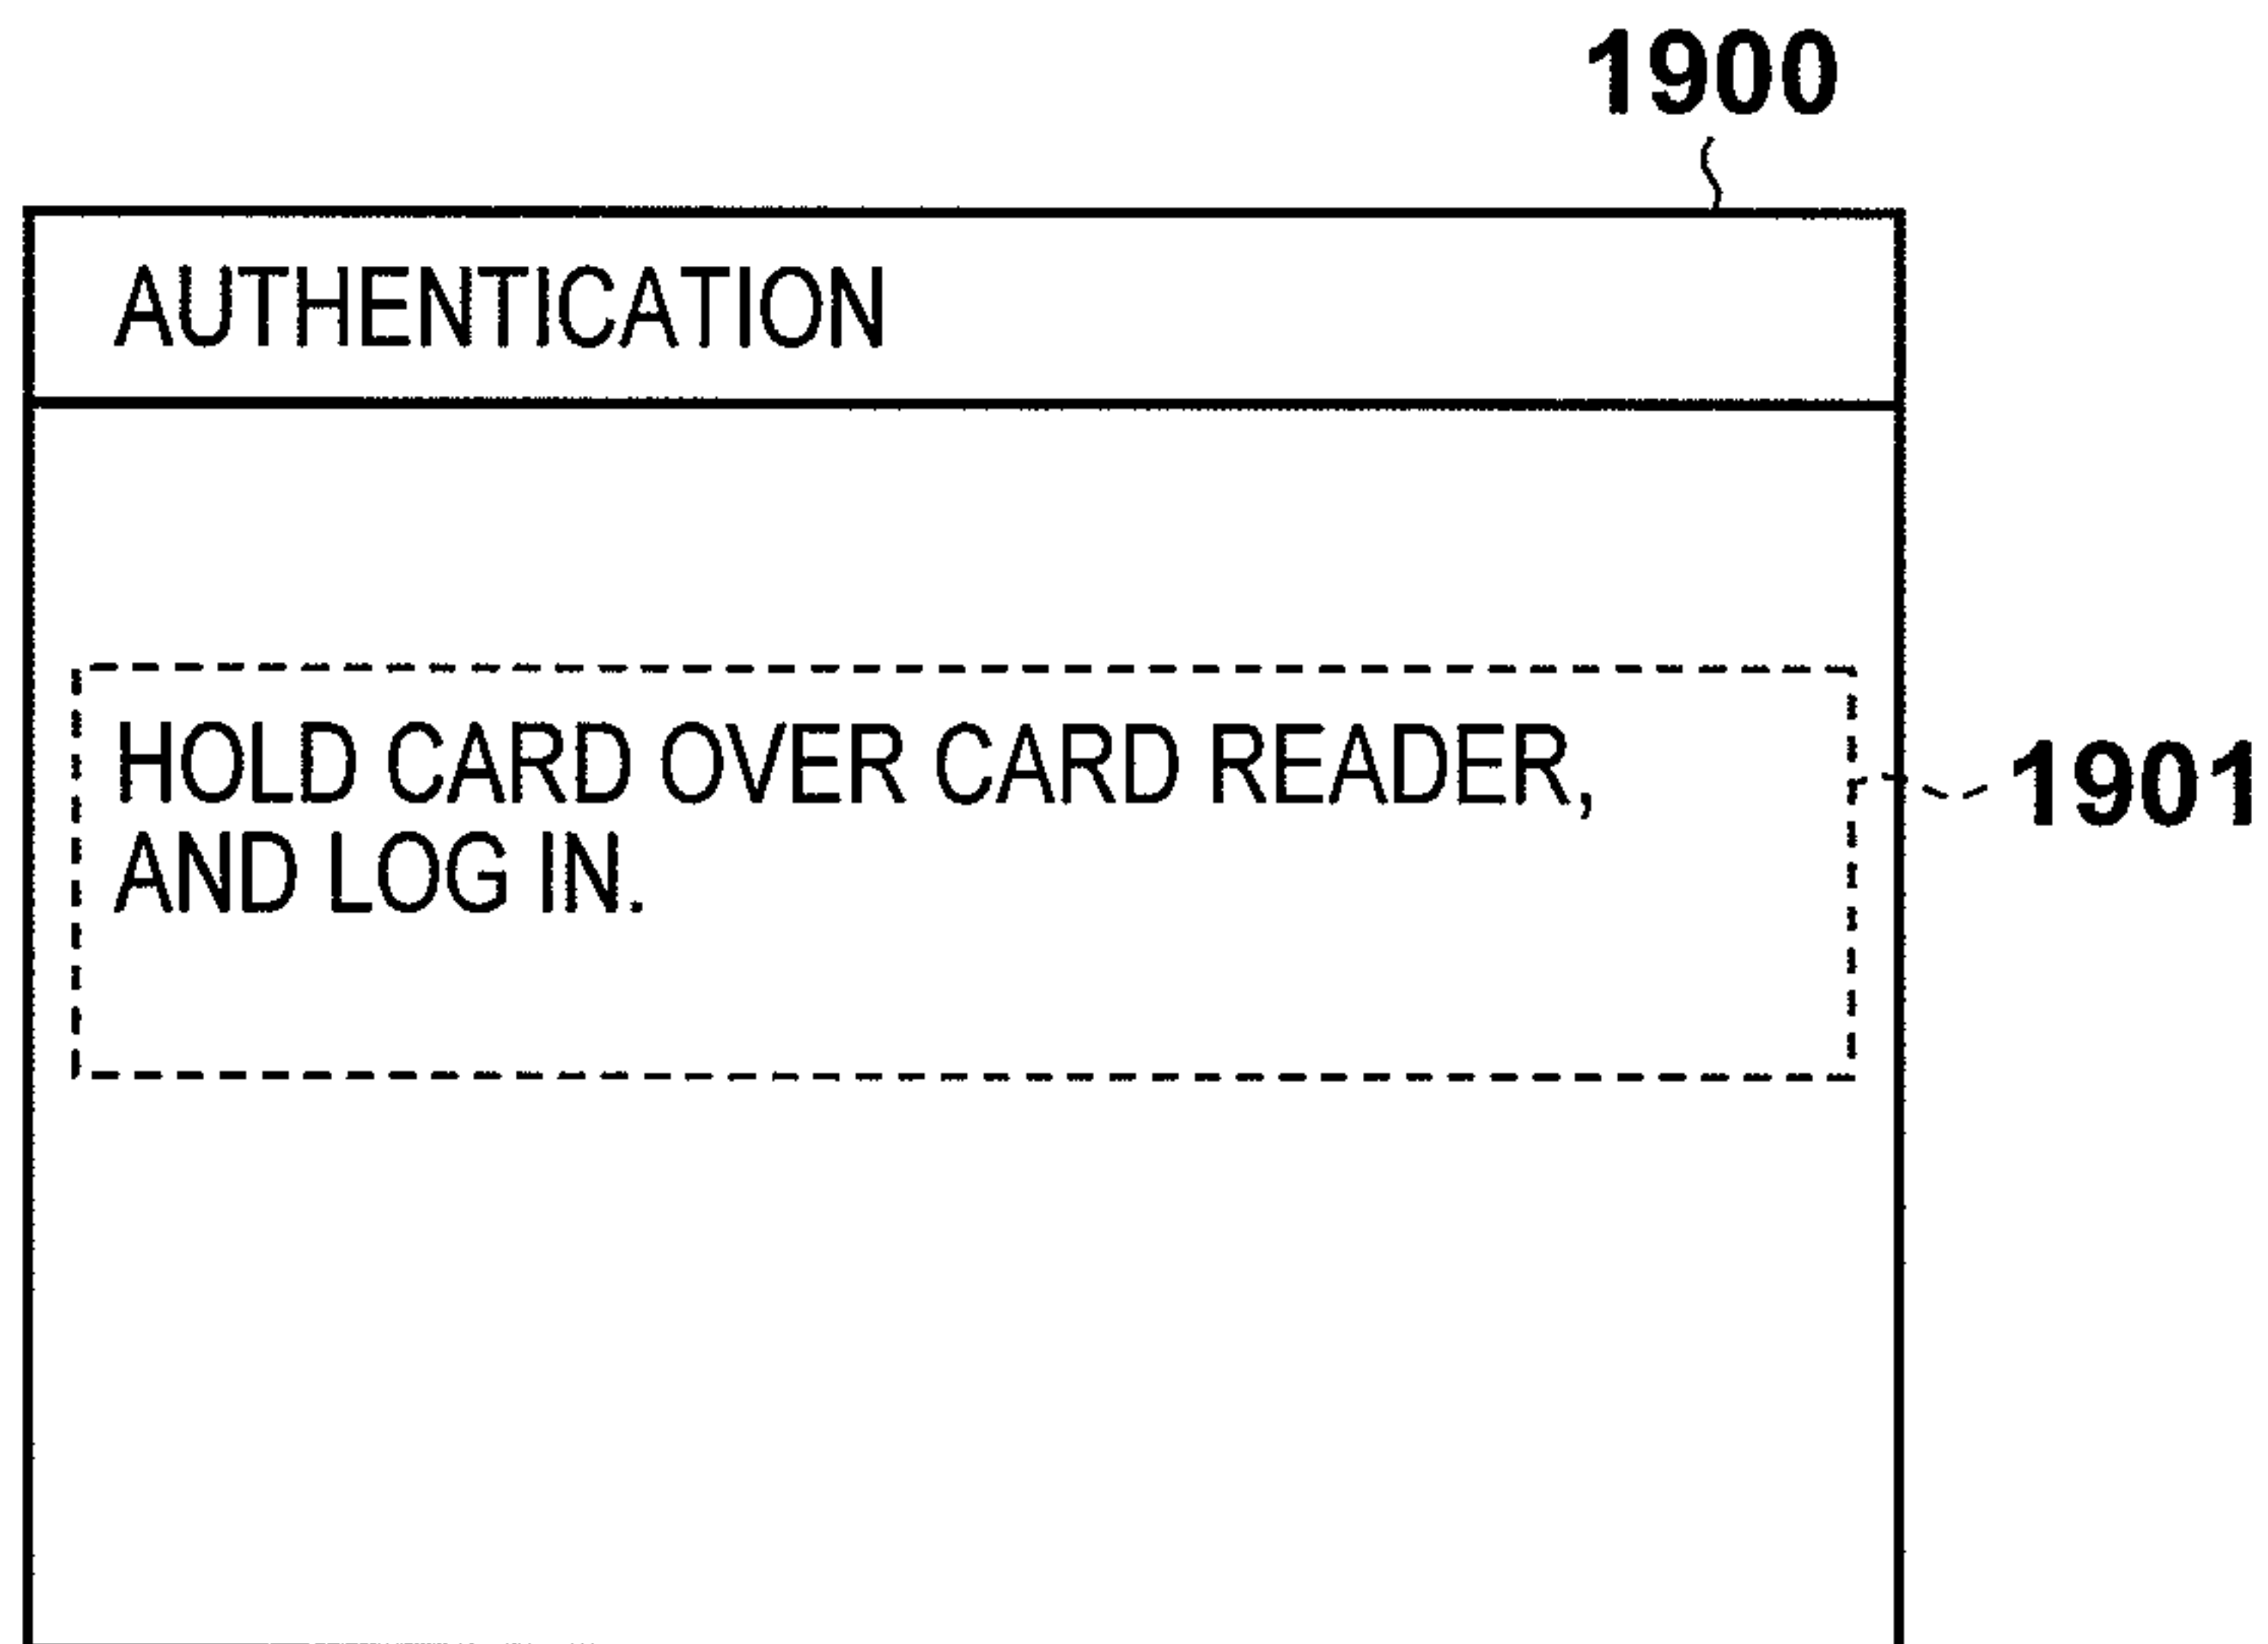 1900
AUTHENTICATION
HOLD CARD OVER CARD READER,
AND LOG IN.
1901